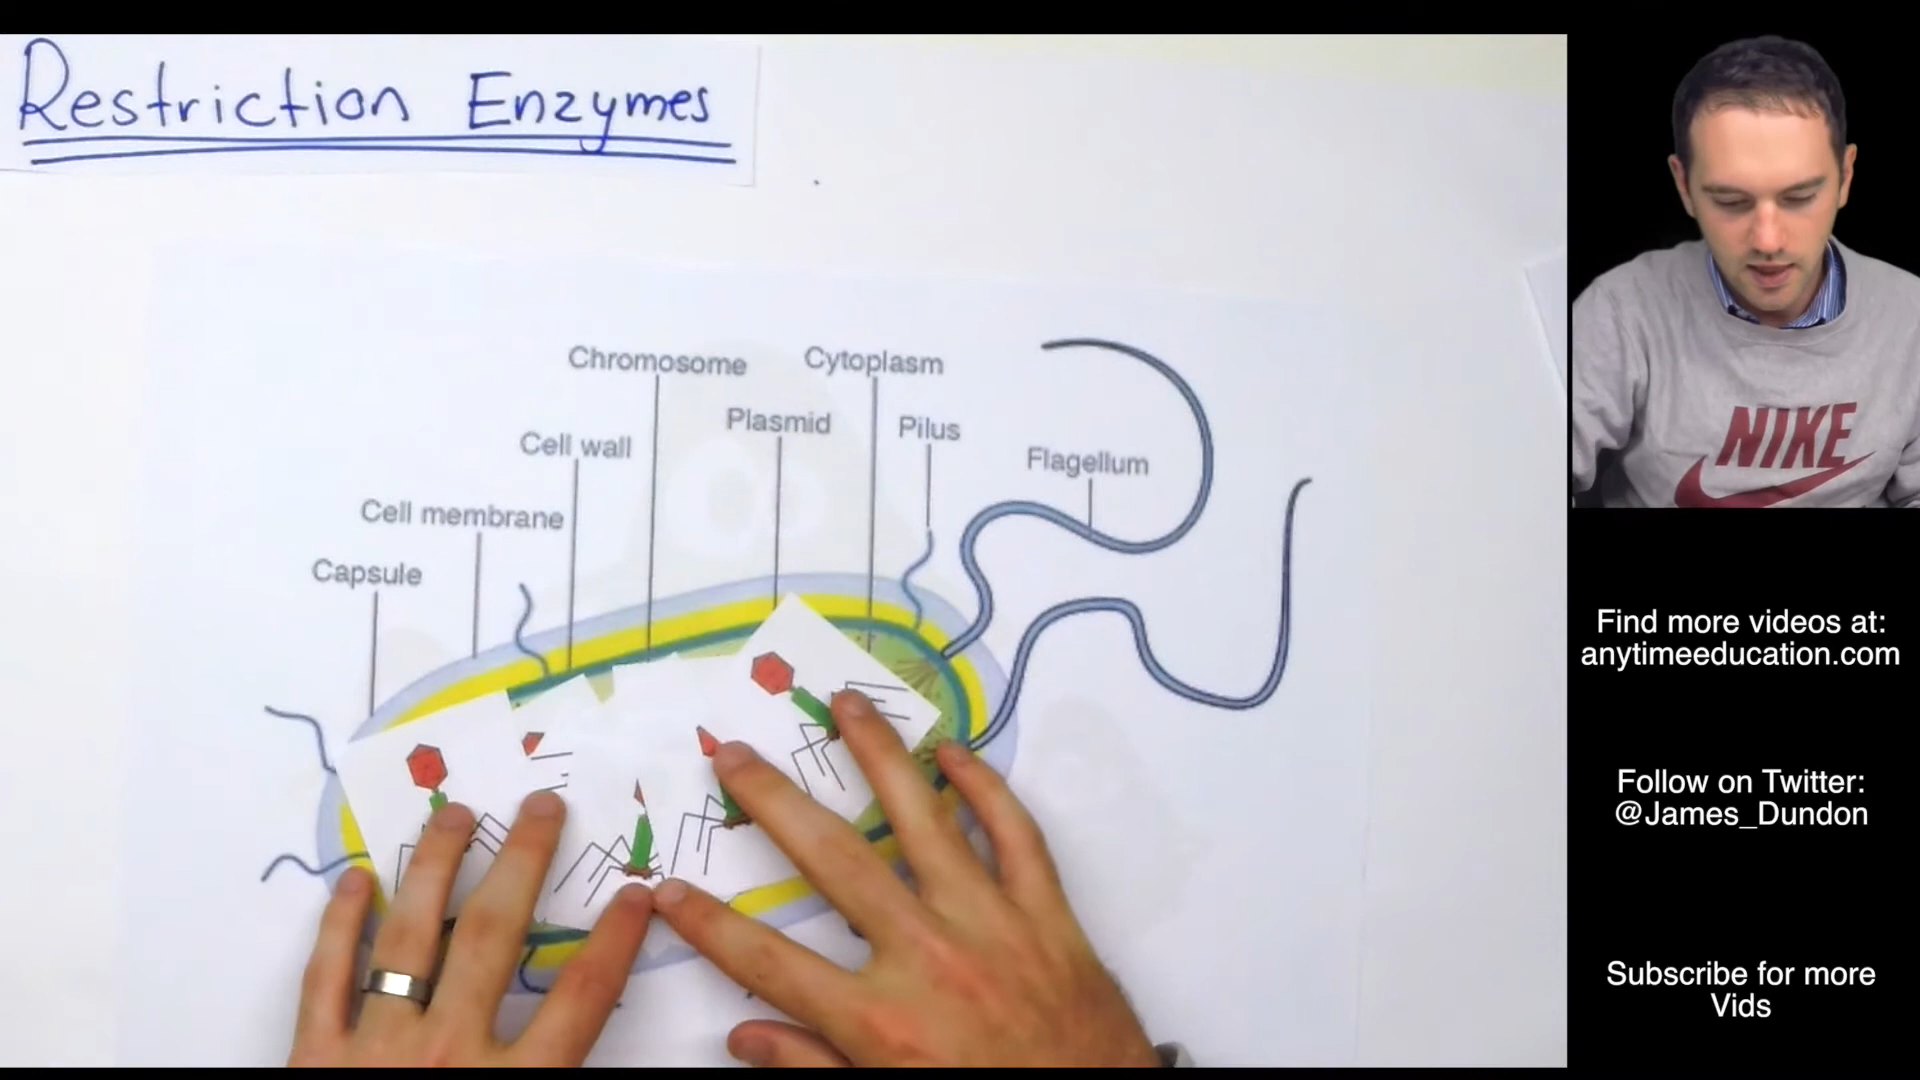 Restriction Enzymes
Chromosome
Cytoplasm
Plasmid
Pilus
Cell wall
Flagellum
Cell membrane
Capsule
NIKE
Find more videos at:
anytimeeducation.com
Follow on Twitter:
@James_Dundon
Subscribe for more
Vids